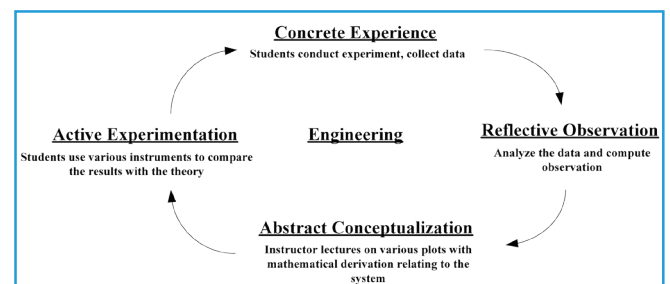 Concrete Experience
Students conduct experiment, collect data
Active Experimentation
Students use various instruments to compare
the results with the theory
Engineering
Reflective Observation
Analyze the data and compute
observation
Abstract Conceptualization
Instructor lectures on various plots with
mathematical derivation relating to the
system